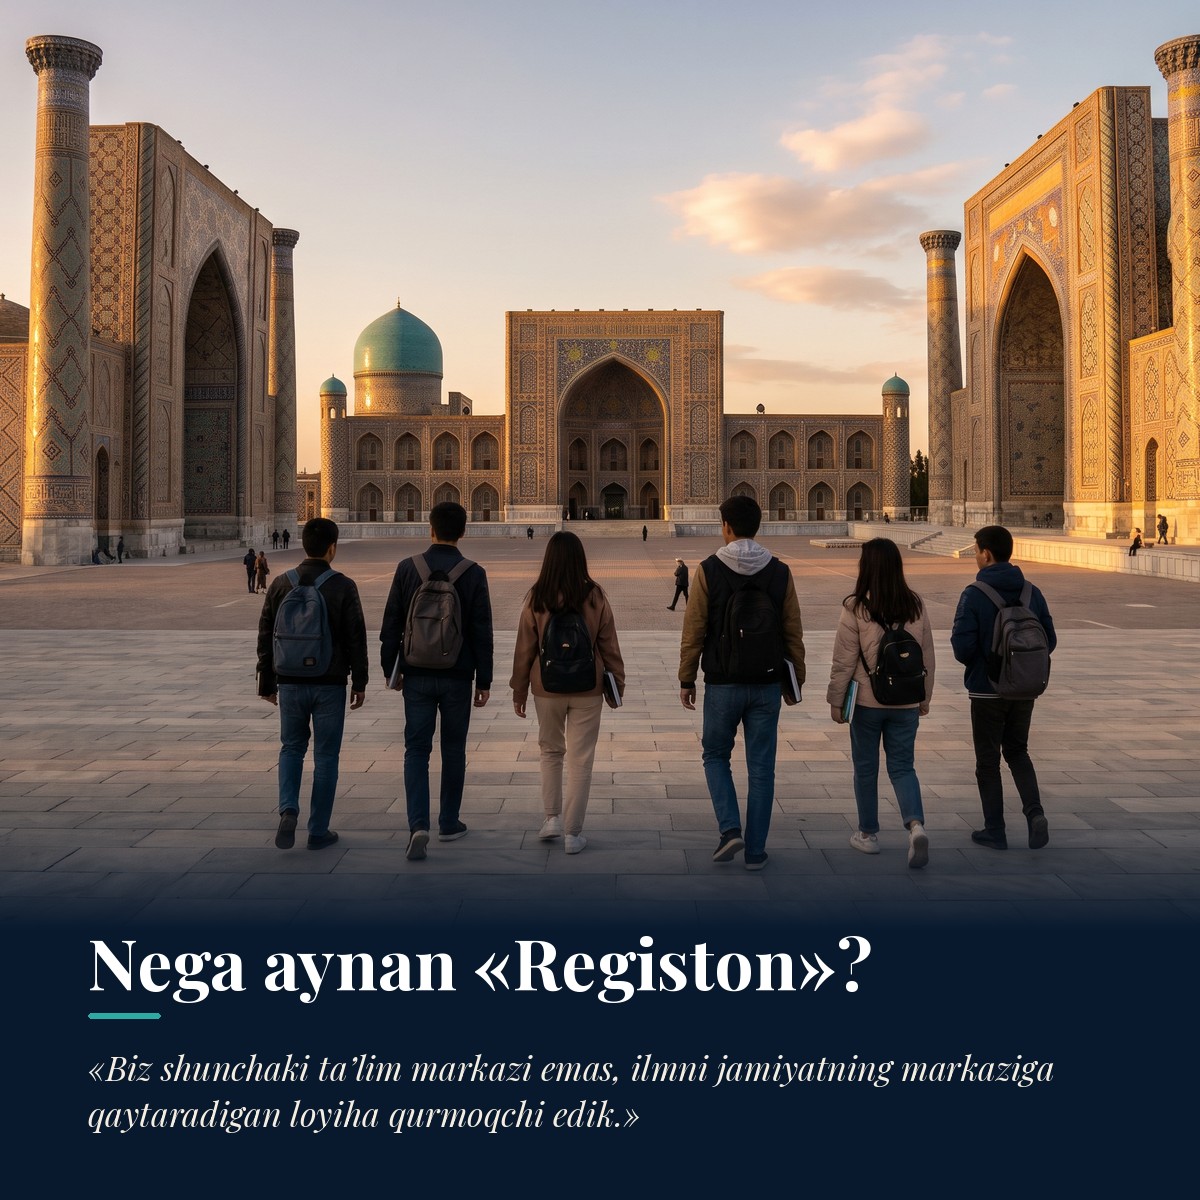 Nega aynan «Registon»?
«Biz shunchaki ta’lim markazi emas, ilmni jamiyatning markaziga
qaytaradigan loyiha qurmoqchi edik.»